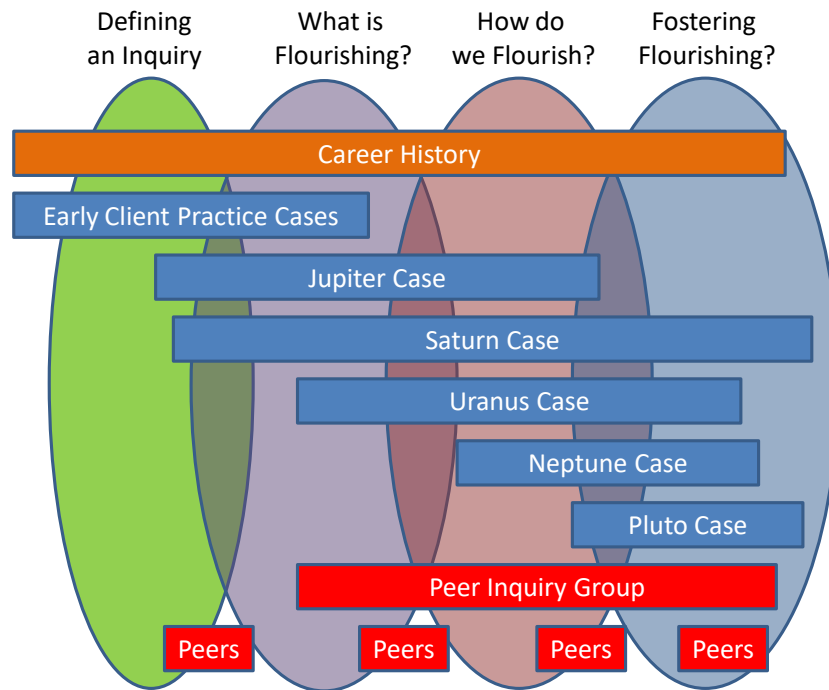 Defining
an Inquiry
What is
Flourishing?
How do
we Flourish?
Fostering
Flourishing?
Career History
Early Client Practice Cases
Jupiter Case
Saturn Case
Uranus Case
Neptune Case
Pluto Case
Peer Inquiry Group
Peers
Peers
Peers
Peers